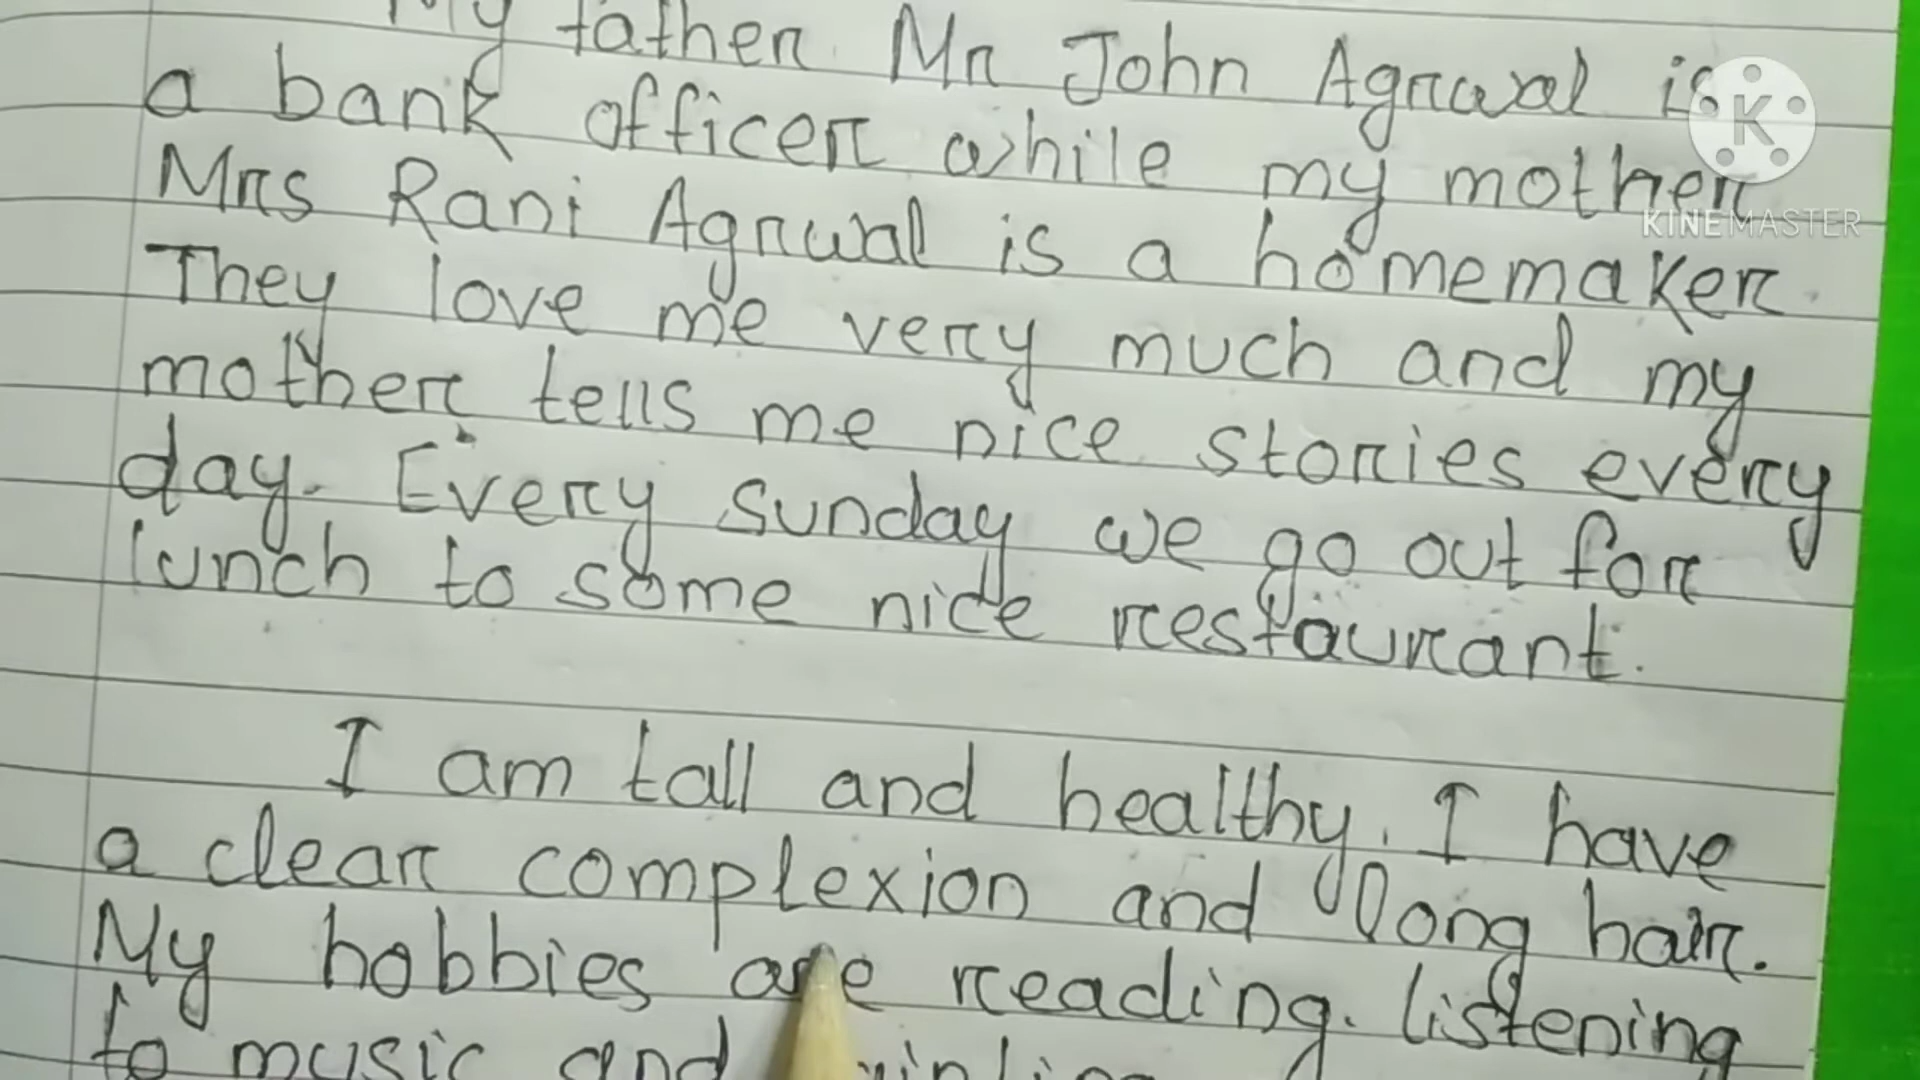 My father Mr John Agrwal is
a bank officer while my mother
Mrs Rani Agrwal is a homemaker.
They love me very much and my
mother tells me nice stories every
day. Every sunday we go out for
lunch to some nice restaurant.
I am tall and healthy. I have
a clear complexion and long hair.
My hobbies are reading. listening
to music and
K
KINEMASTER